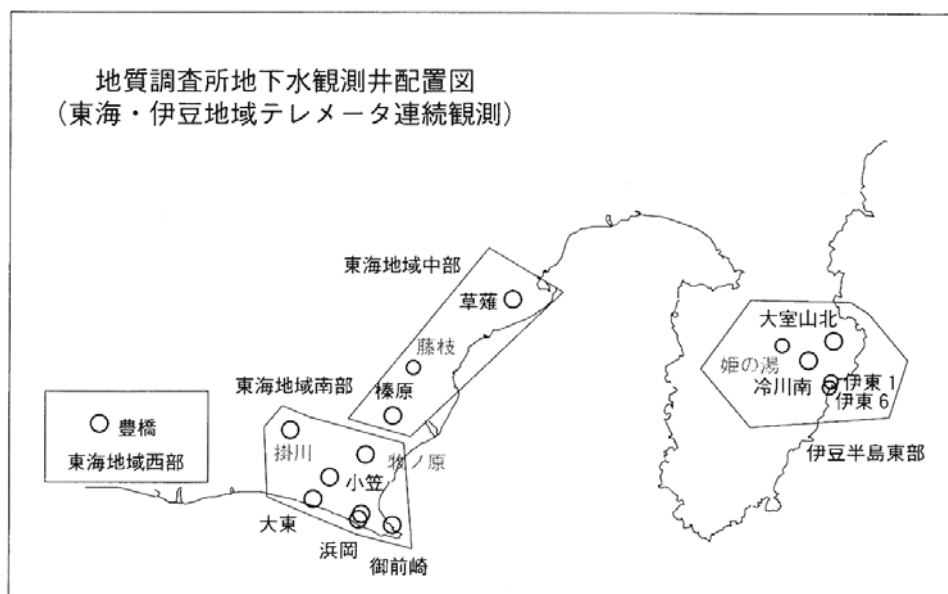 地質調査所地下水観測井配置図
（東海・伊豆地域テレメータ連続観測）
東海地域中部
草薙
藤枝
榛原
東海地域南部
掛川
牧ノ原
小笠
大東
浜岡
御前崎
豊橋
東海地域西部
大室山北
姫の湯
冷川南
伊東1
伊東6
伊豆半島東部